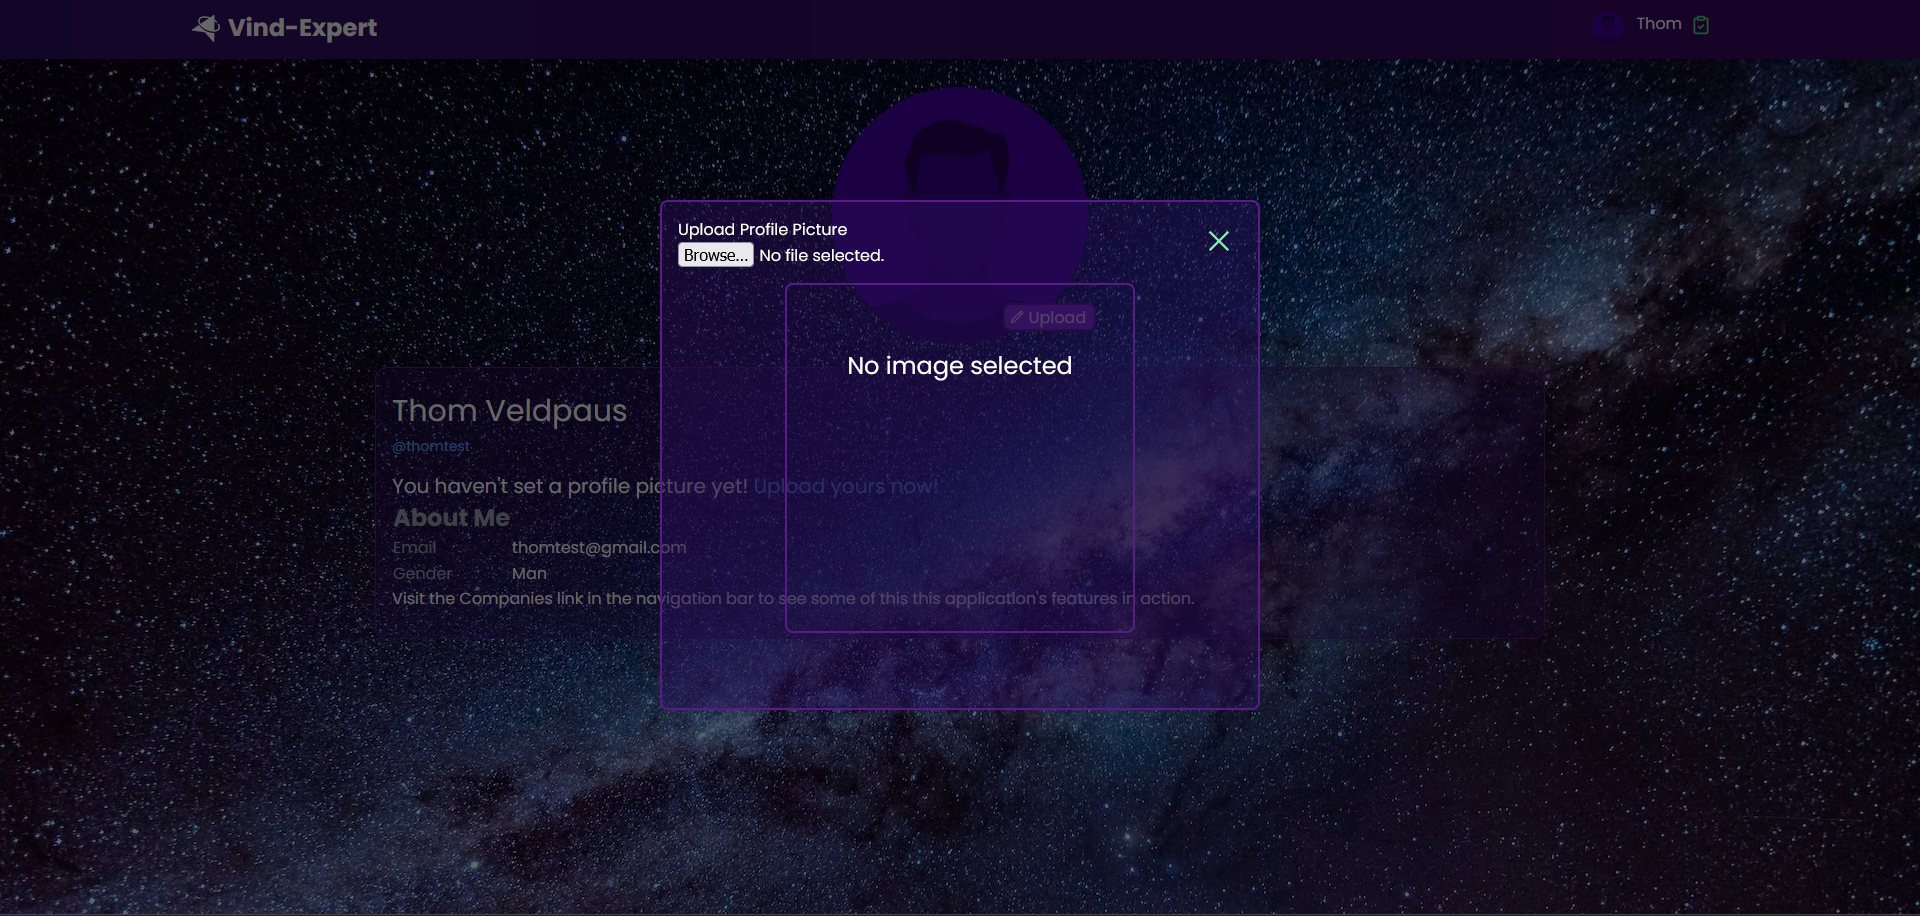 Vind-Expert
Thom
Upload Profile Picture
Browse... No file selected.
Upload
No image selected
Thom Veldpaus
@thomtest
You haven't set a profile picture yet! Upload yours now!
About Me
Email thomtest@gmail.com
Gender Man
Visit the Companies link in the navigation bar to see some of this this application's features in action.